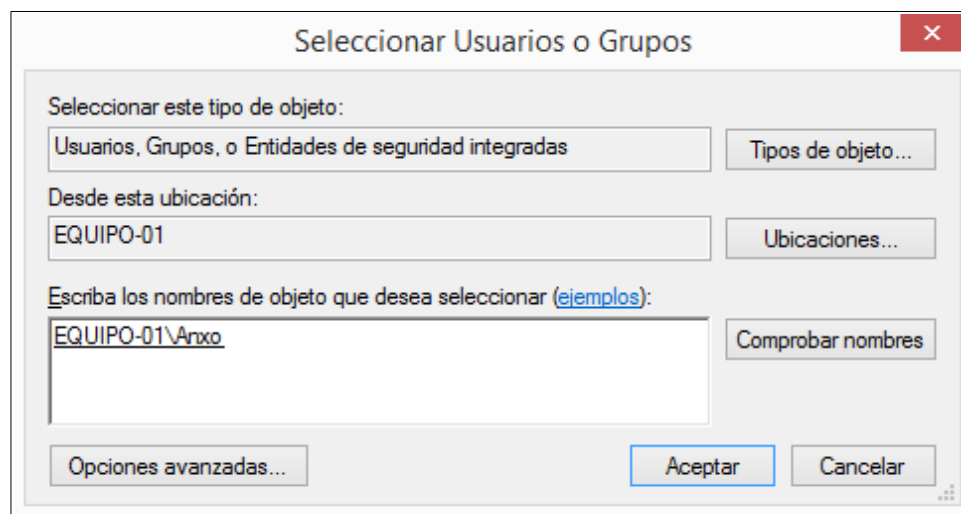 Seleccionar Usuarios o Grupos
Seleccionar este tipo de objeto:
Usuarios, Grupos, o Entidades de seguridad integradas
Tipos de objeto...
Desde esta ubicación:
EQUIPO-01
Ubicaciones...
Escriba los nombres de objeto que desea seleccionar (ejemplos):
EQUIPO-01\Anxo
Comprobar nombres
Opciones avanzadas...
Aceptar
Cancelar